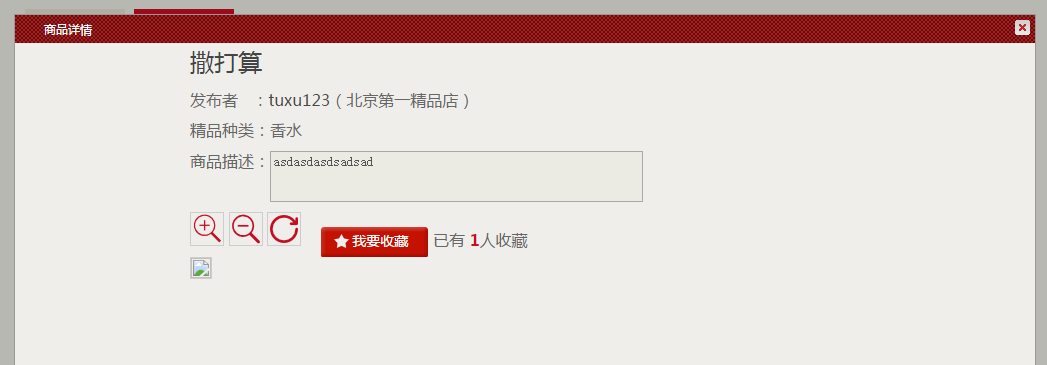 商品详情
撒打算
发布者 ：tuxu123（北京第一精品店）
精品种类：香水
商品描述：asdasdasdsadsad
我要收藏 已有 1人收藏